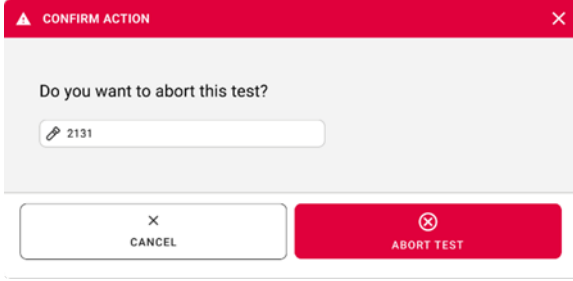 CONFIRM ACTION
Do you want to abort this test?
2131
CANCEL
ABORT TEST